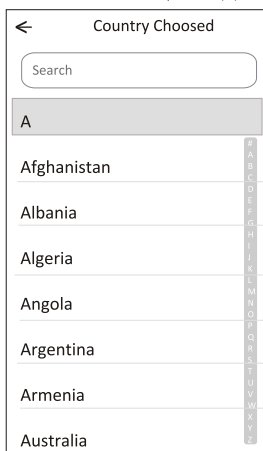 Country Choosed
Search
A
Afghanistan
Albania
Algeria
Angola
Argentina
Armenia
Australia
#
A
B
C
D
E
F
G
H
I
J
K
L
M
N
O
P
Q
R
S
T
U
V
W
X
Y
Z